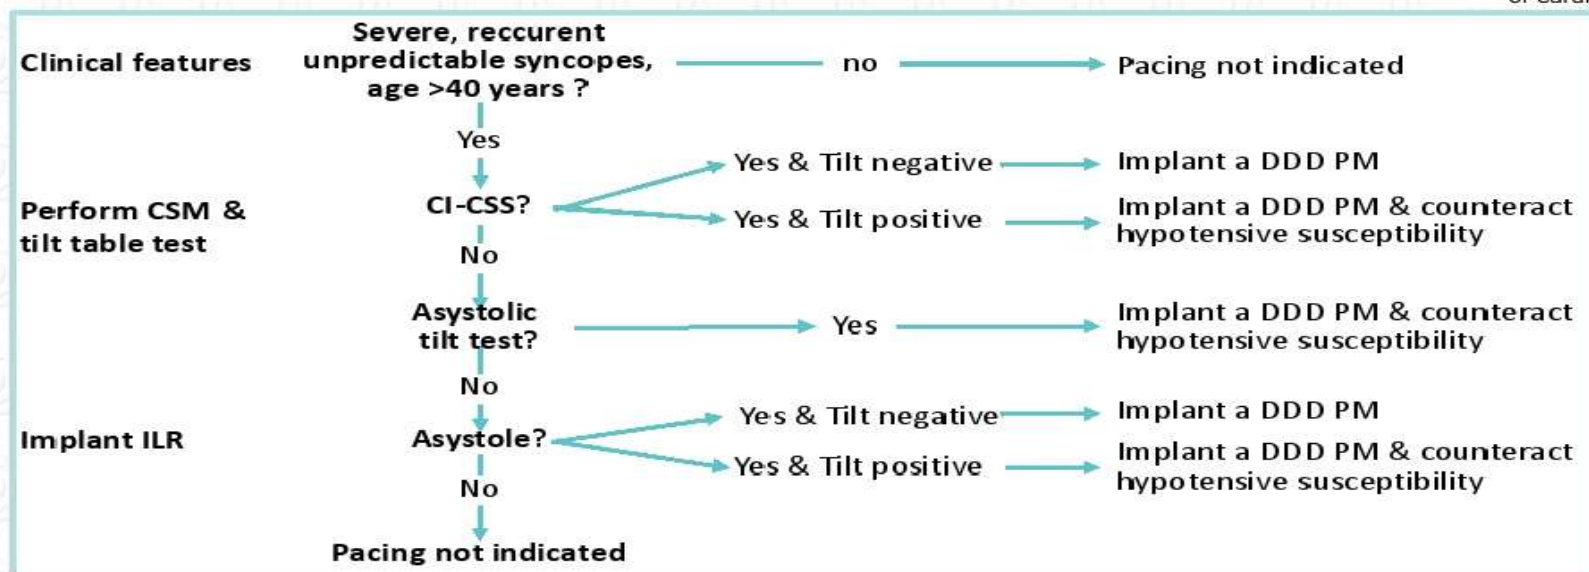 Clinical features
Severe, reccurent
unpredictable syncopes,
age >40 years ?
no
Pacing not indicated
Yes
Perform CSM &
tilt table test
CI-CSS?
Yes & Tilt negative
Implant a DDD PM
Yes & Tilt positive
Implant a DDD PM & counteract
hypotensive susceptibility
No
Asystolic
tilt test?
Yes
Implant a DDD PM & counteract
hypotensive susceptibility
No
Implant ILR
Asystole?
Yes & Tilt negative
Implant a DDD PM
Yes & Tilt positive
Implant a DDD PM & counteract
hypotensive susceptibility
No
Pacing not indicated